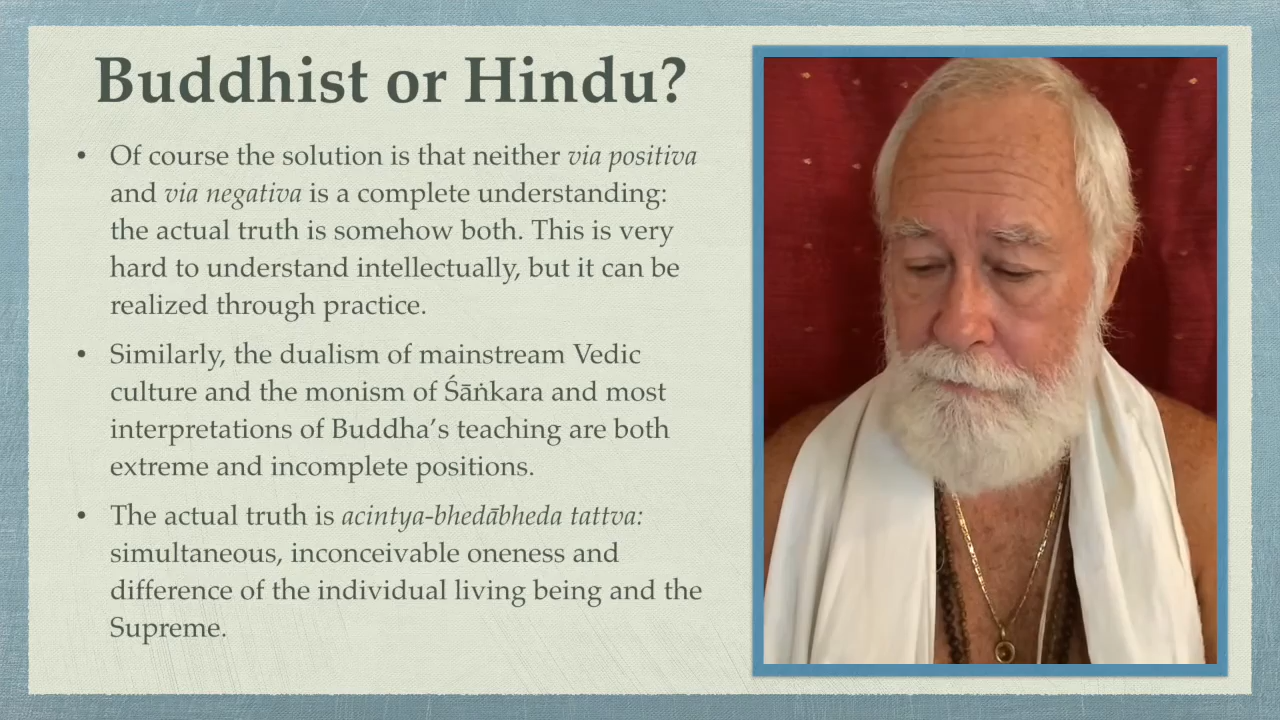 Buddhist or Hindu?
• Of course the solution is that neither via positiva
and via negativa is a complete understanding:
the actual truth is somehow both. This is very
hard to understand intellectually, but it can be
realized through practice.
• Similarly, the dualism of mainstream Vedic
culture and the monism of Śāṅkara and most
interpretations of Buddha’s teaching are both
extreme and incomplete positions.
• The actual truth is acintya-bhedābheda tattva:
simultaneous, inconceivable oneness and
difference of the individual living being and the
Supreme.